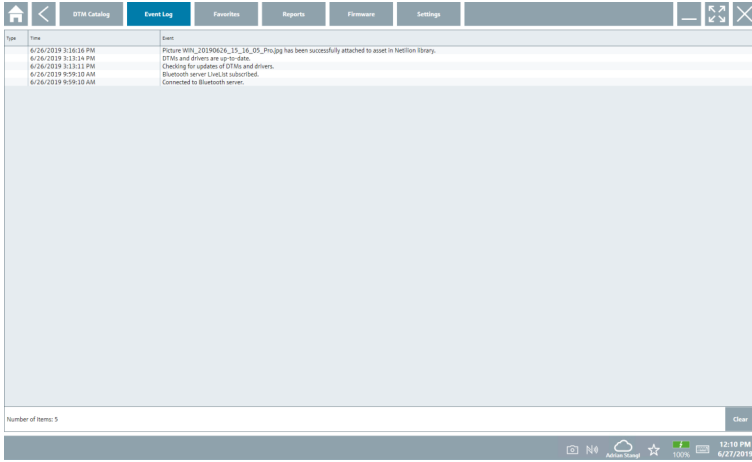 DTM Catalog Event Log Favorites Reports Firmware Settings
Type Time Event
6/26/2019 3:16:16 PM Picture WIN_20190626_15_16_05_Pro.jpg has been successfully attached to asset in Netilion library.
6/26/2019 3:13:14 PM DTMs and drivers are up-to-date.
6/26/2019 3:13:11 PM Checking for updates of DTMs and drivers.
6/26/2019 9:59:10 AM Bluetooth server LiveList subscribed.
6/26/2019 9:59:10 AM Connected to Bluetooth server.
Number of items: 5 Clear
Adrian Stangl 100% 12:10 PM
6/27/2019